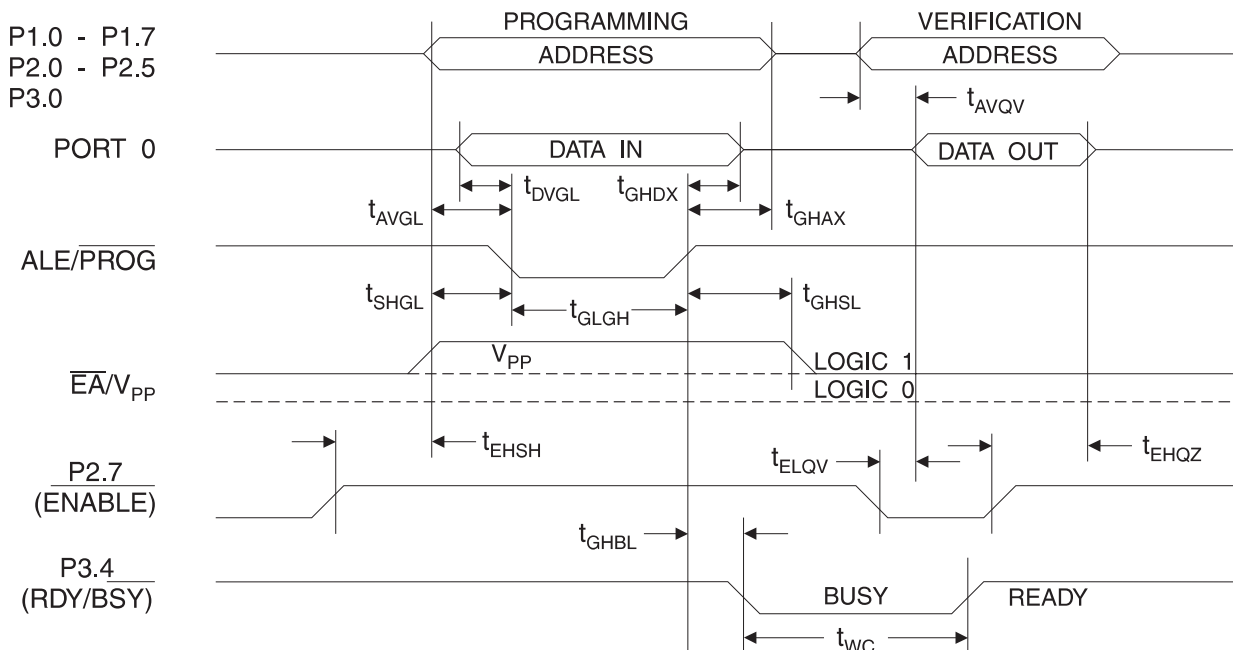 PROGRAMMING VERIFICATION
P1.0 - P1.7
P2.0 - P2.5
P3.0
ADDRESS ADDRESS
tAVQV
PORT 0 DATA IN DATA OUT
tDVGL tGHDX
tAVGL tGHAX
ALE/PROG
tSHGL tGLGH tGHSL
VPP LOGIC 1
EA/VPP LOGIC 0
tEHSH tELQV tEHQZ
P2.7
(ENABLE)
tGHBL
P3.4
(RDY/BSY) BUSY READY
tWC